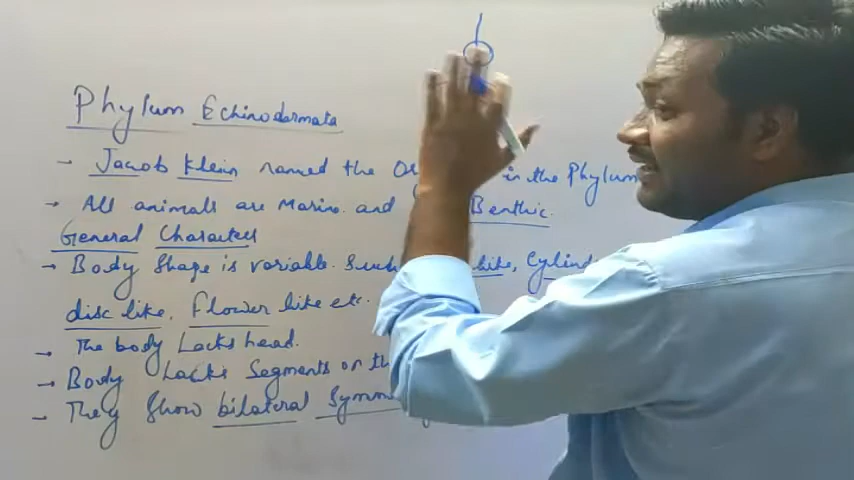 Phylum Echinodermata
- Jacob Klein named the in the Phylum
- All animals are Marine and Benthic.
General Characters
- Body Shape is variable. Such like, Cylind
disc like, Flower like etc.
- The body Lacks head.
- Body Lacks Segments or th
- They Show bilateral Symm